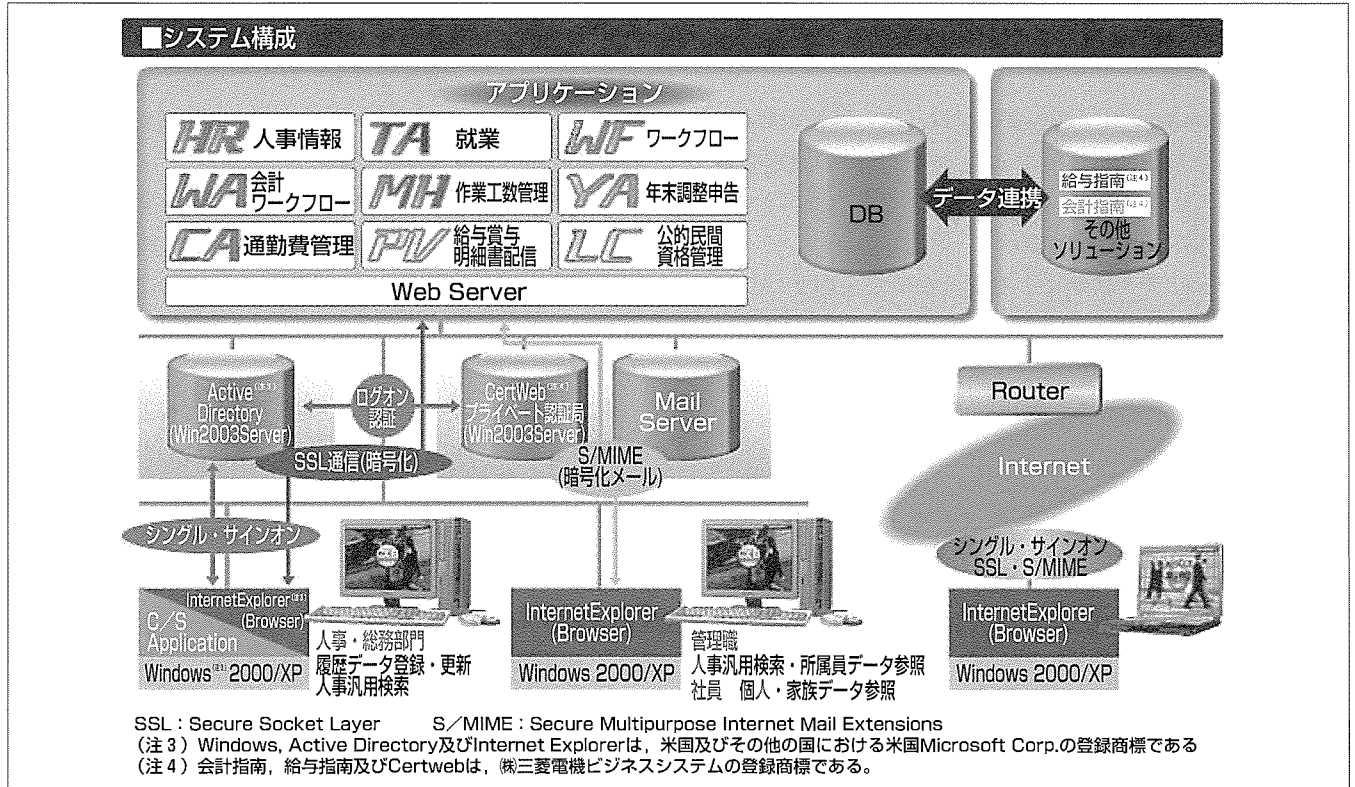 ■システム構成
アプリケーション
HR 人事情報
TA 就業
WF ワークフロー
WA 会計
ワークフロー
MH 作業工数管理
YA 年末調整申告
CA 通勤費管理
PV 給与賞与
明細書配信
LC 公的民間
資格管理
Web Server
DB
データ連携
給与指南(注4)
会計指南(注4)
その他
ソリューション
Active(注3)
Directory
(Win2003Server)
ログオン
認証
CertWeb(注4)
プライベート認証局
(Win2003Server)
Mail
Server
SSL通信(暗号化)
S/MIME
(暗号化メール)
Router
Internet
シングル・サインオン
シングル・サインオン
SSL・S/MIME
InternetExplorer(注3)
(Browser)
C/S
Application
Windows(注3) 2000/XP
人事・総務部門
履歴データ登録・更新
人事汎用検索
InternetExplorer
(Browser)
Windows 2000/XP
管理職
人事汎用検索・所属員データ参照
社員 個人・家族データ参照
InternetExplorer
(Browser)
Windows 2000/XP
SSL:Secure Socket Layer S/MIME:Secure Multipurpose Internet Mail Extensions
(注3) Windows, Active Directory及びInternet Explorerは,米国及びその他の国における米国Microsoft Corp.の登録商標である
(注4) 会計指南,給与指南及びCertwebは,㈱三菱電機ビジネスシステムの登録商標である。